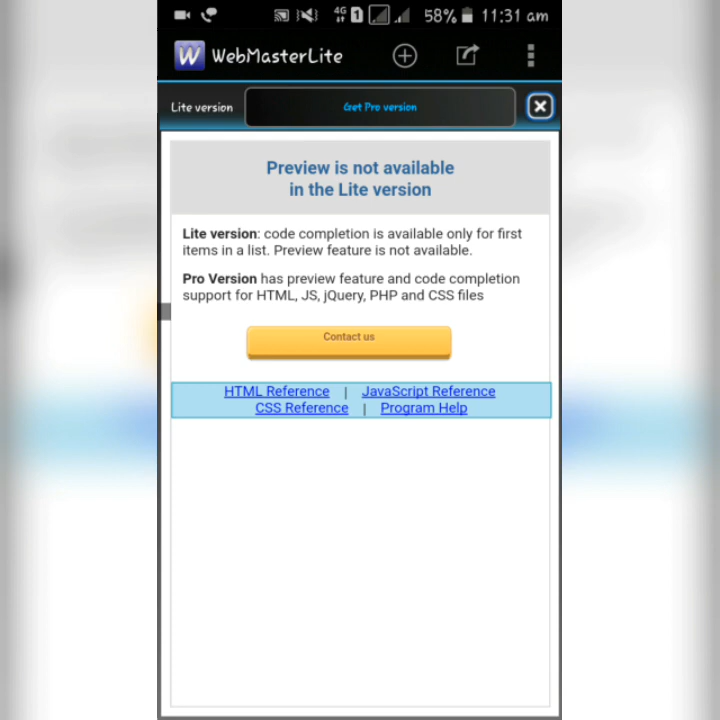 4G 1 58% 11:31 am
W WebMasterLite
Lite version Get Pro version
Preview is not available
in the Lite version
Lite version: code completion is available only for first
items in a list. Preview feature is not available.
Pro Version has preview feature and code completion
support for HTML, JS, jQuery, PHP and CSS files
Contact us
HTML Reference | JavaScript Reference
CSS Reference | Program Help